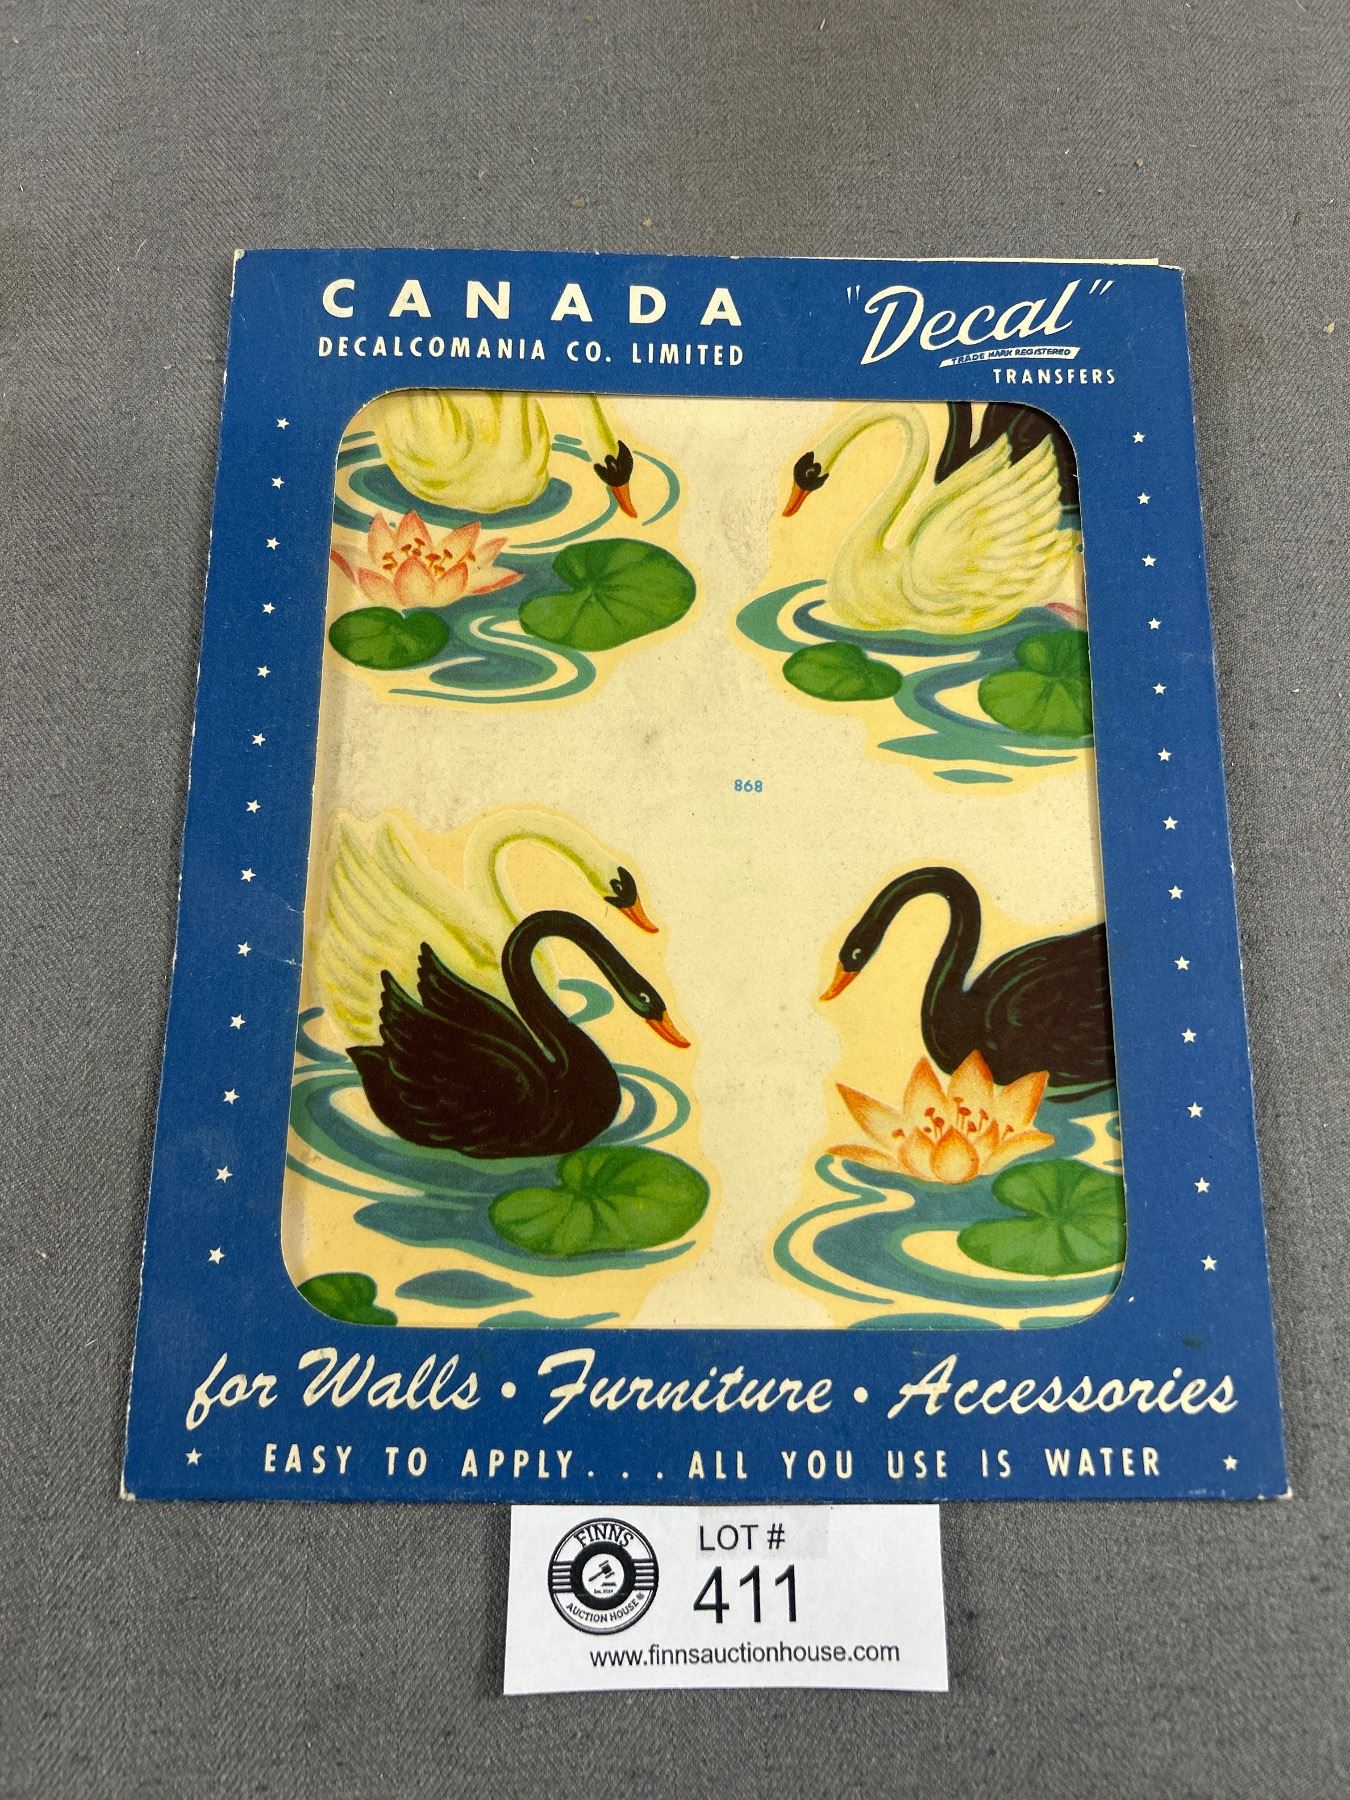 CANADA
DECALCOMANIA CO. LIMITED
"Decal"
TRADE MARK REGISTERED
TRANSFERS
868
for Walls • Furniture • Accessories
EASY TO APPLY... ALL YOU USE IS WATER
FINNS
AUCTION HOUSE
LOT #
411
www.finnsauctionhouse.com